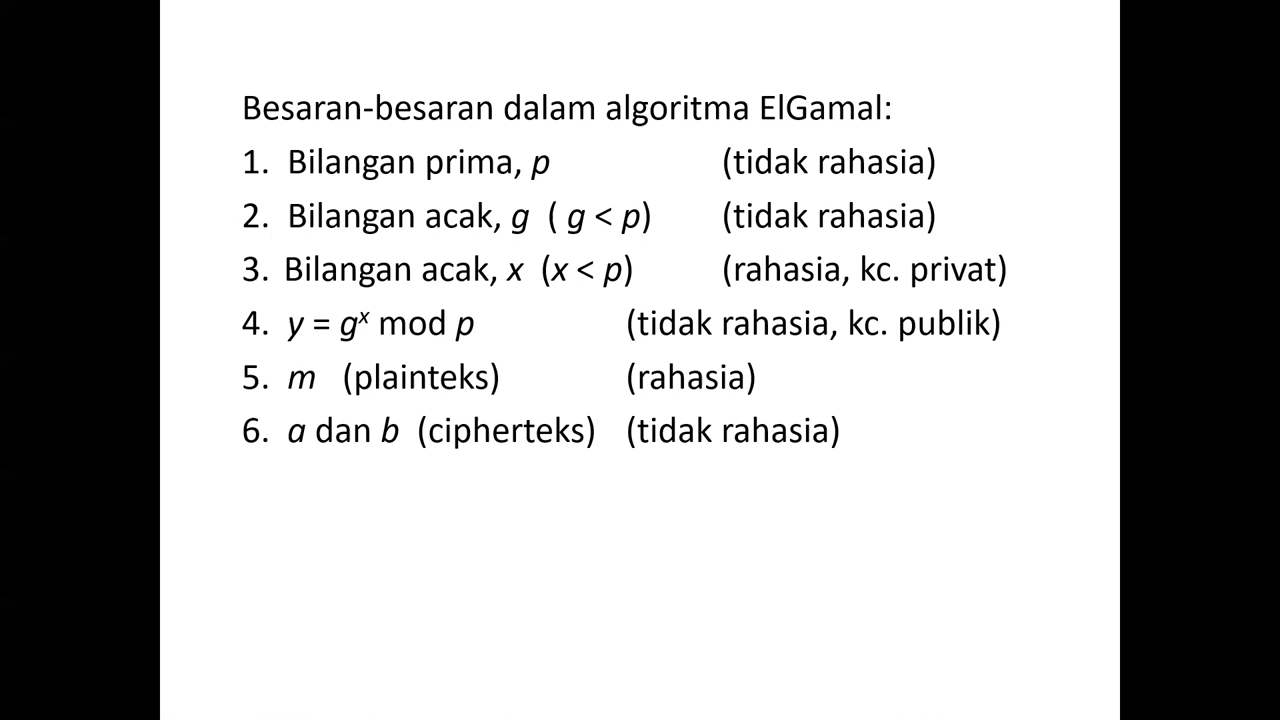 Besaran-besaran dalam algoritma ElGamal:
1. Bilangan prima, p (tidak rahasia)
2. Bilangan acak, g ( g < p) (tidak rahasia)
3. Bilangan acak, x (x < p) (rahasia, kc. privat)
4. y = gˣ mod p (tidak rahasia, kc. publik)
5. m (plainteks) (rahasia)
6. a dan b (cipherteks) (tidak rahasia)